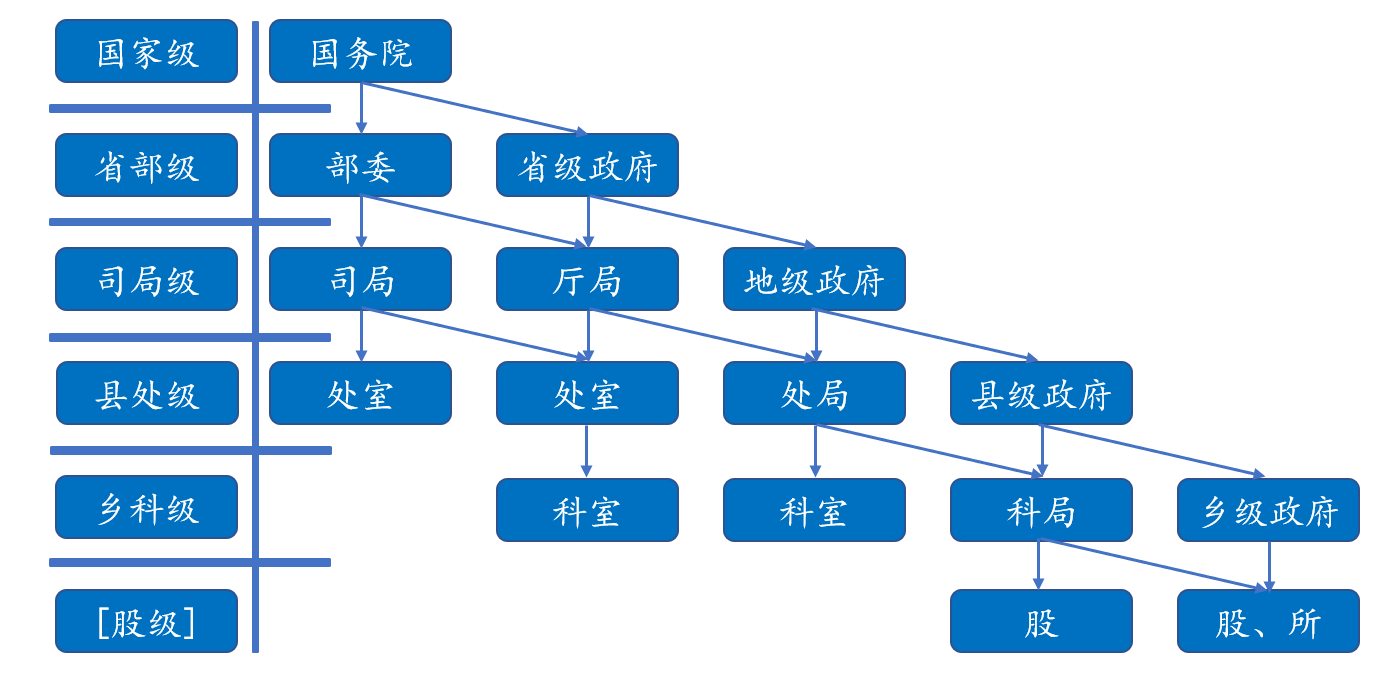 国家级 国务院
省部级 部委 省级政府
司局级 司局 厅局 地级政府
县处级 处室 处室 处局 县级政府
乡科级 科室 科室 科局 乡级政府
[股级] 股 股、所